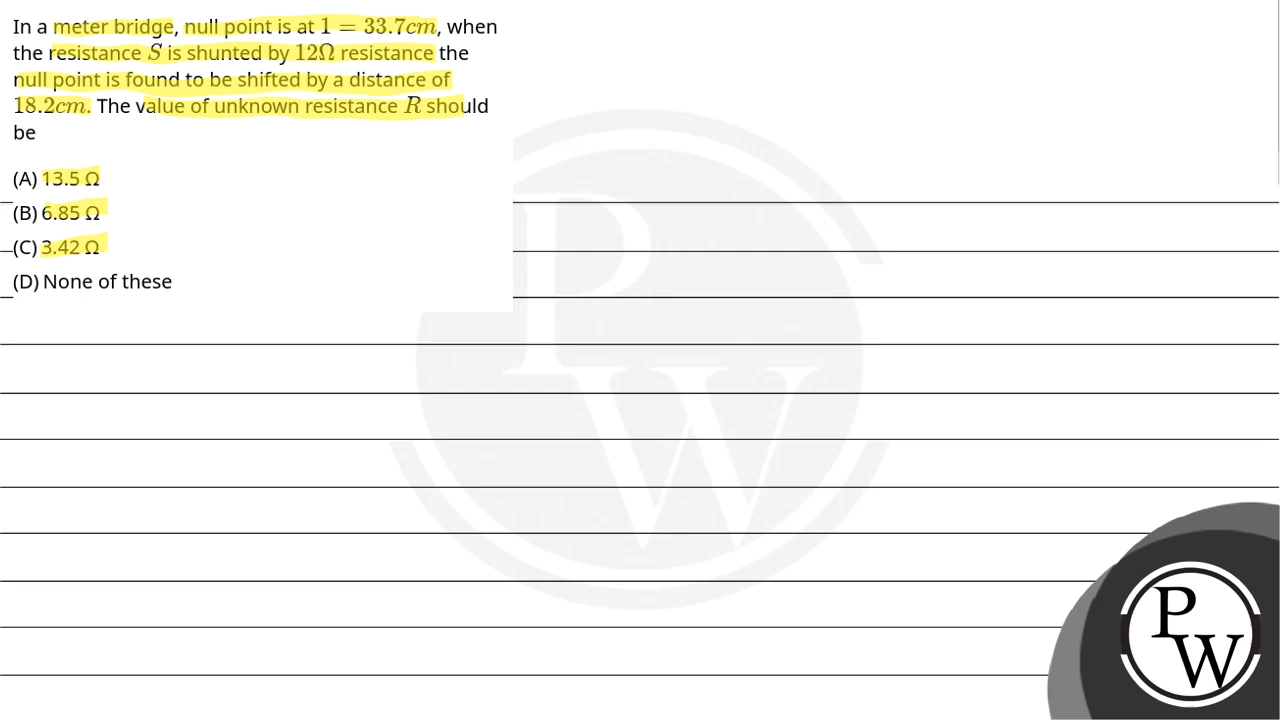 In a meter bridge, null point is at 1 = 33.7cm, when
the resistance S is shunted by 12Ω resistance the
null point is found to be shifted by a distance of
18.2cm. The value of unknown resistance R should
be
(A) 13.5 Ω
(B) 6.85 Ω
(C) 3.42 Ω
(D) None of these
P
W
P
W